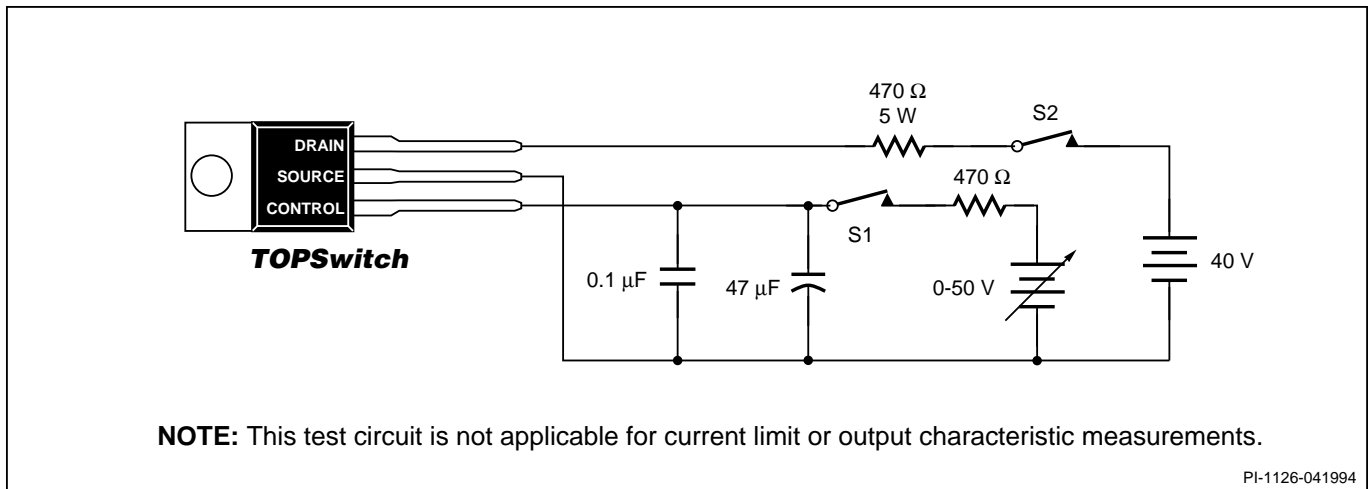 470 Ω
5 W
S2
DRAIN
SOURCE
CONTROL
470 Ω
S1
TOPSwitch
0.1 µF
47 µF
0-50 V
40 V
NOTE: This test circuit is not applicable for current limit or output characteristic measurements.
PI-1126-041994